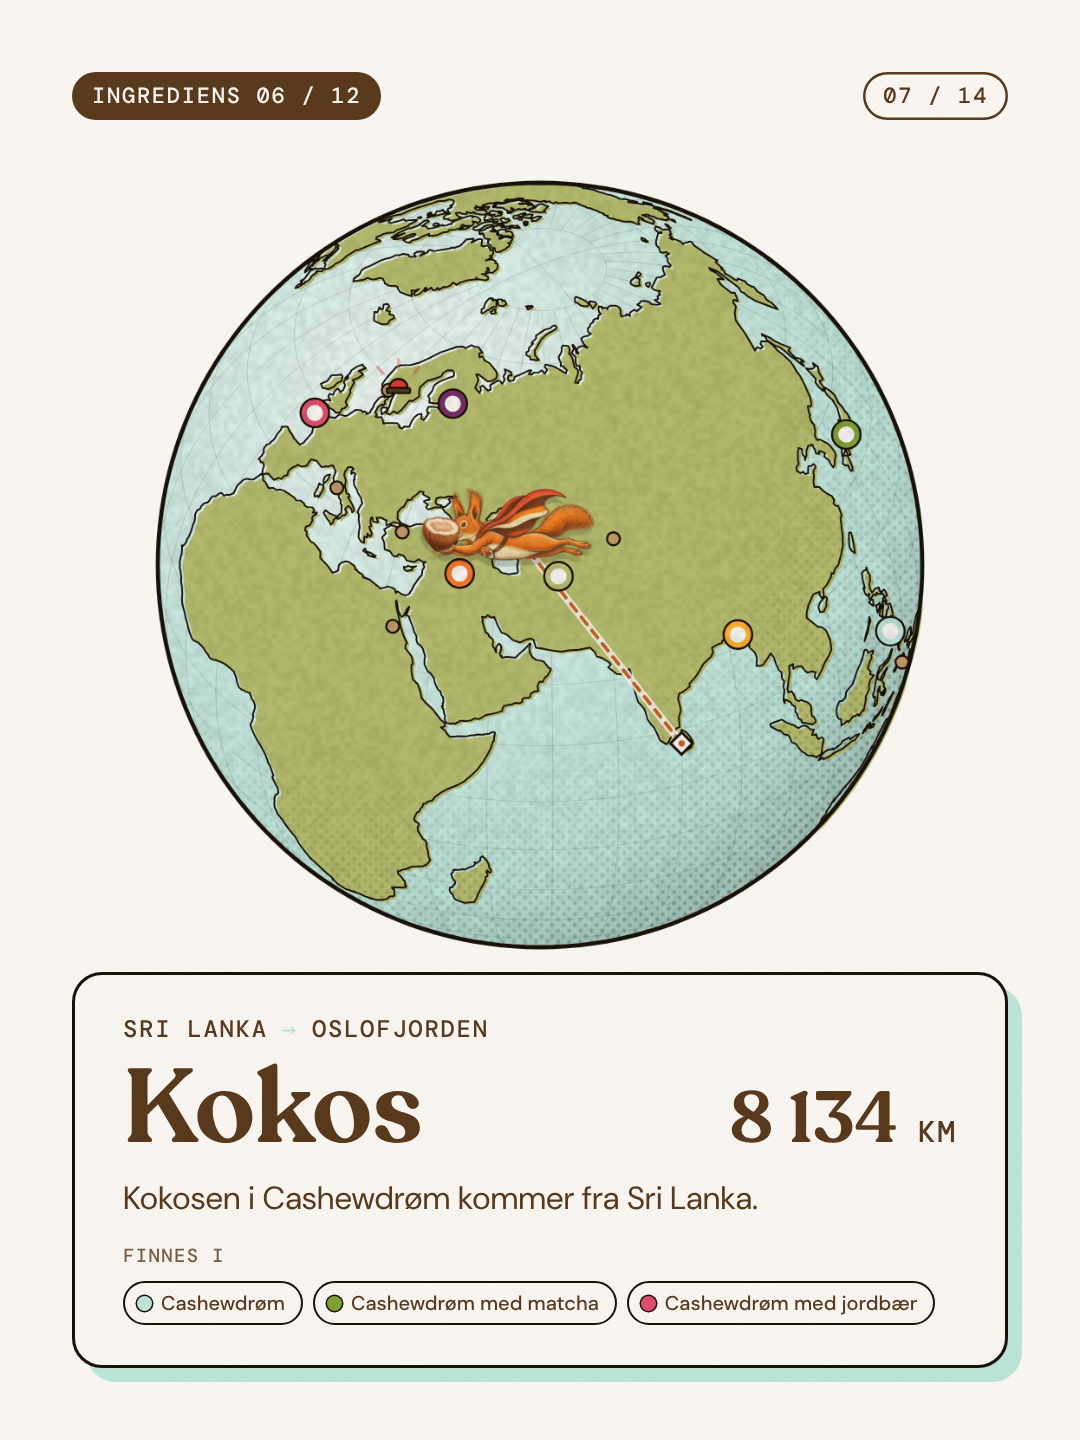 INGREDIENS 06 / 12
07 / 14
SRI LANKA → OSLOFJORDEN
Kokos
8 134 KM
Kokosen i Cashewdrøm kommer fra Sri Lanka.
FINNES I
Cashewdrøm
Cashewdrøm med matcha
Cashewdrøm med jordbær